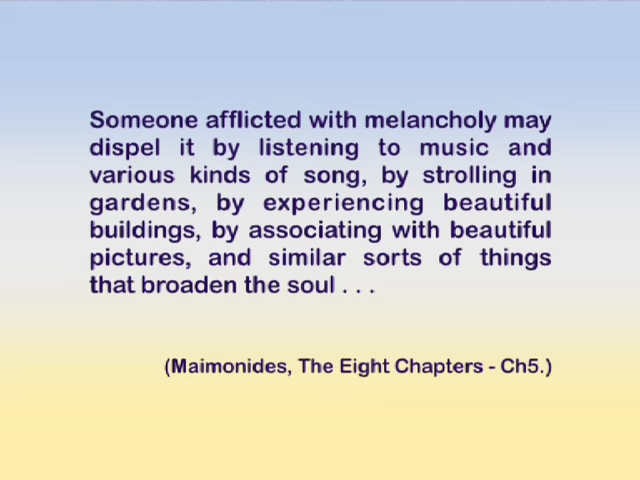 Someone afflicted with melancholy may
dispel it by listening to music and
various kinds of song, by strolling in
gardens, by experiencing beautiful
buildings, by associating with beautiful
pictures, and similar sorts of things
that broaden the soul . . .
(Maimonides, The Eight Chapters - Ch5.)